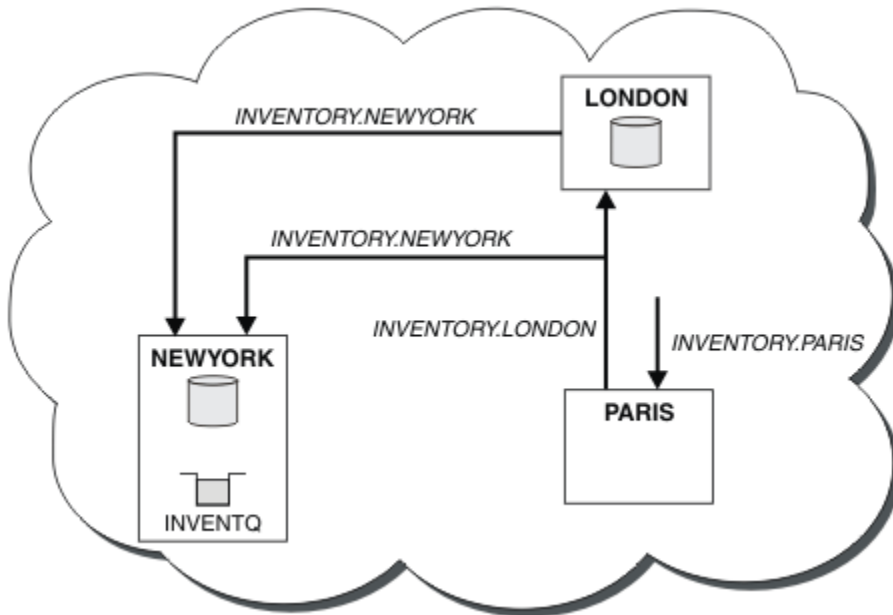 LONDON
INVENTORY.NEWYORK
INVENTORY.NEWYORK
INVENTORY.LONDON
INVENTORY.PARIS
NEWYORK
PARIS
INVENTQ